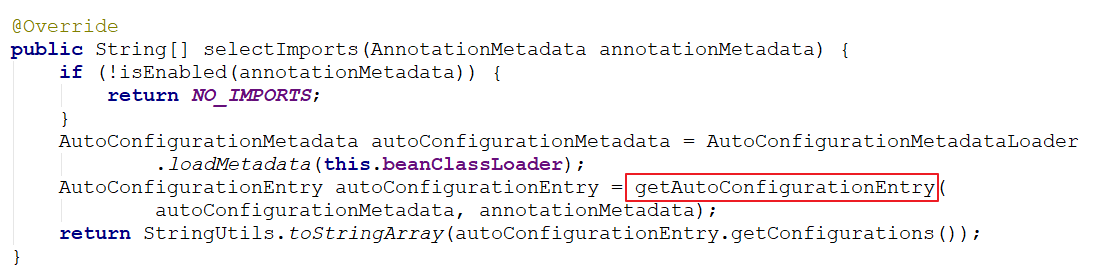 @Override
public String[] selectImports(AnnotationMetadata annotationMetadata) {
    if (!isEnabled(annotationMetadata)) {
        return NO_IMPORTS;
    }
    AutoConfigurationMetadata autoConfigurationMetadata = AutoConfigurationMetadataLoader
            .loadMetadata(this.beanClassLoader);
    AutoConfigurationEntry autoConfigurationEntry = getAutoConfigurationEntry(
            autoConfigurationMetadata, annotationMetadata);
    return StringUtils.toStringArray(autoConfigurationEntry.getConfigurations());
}